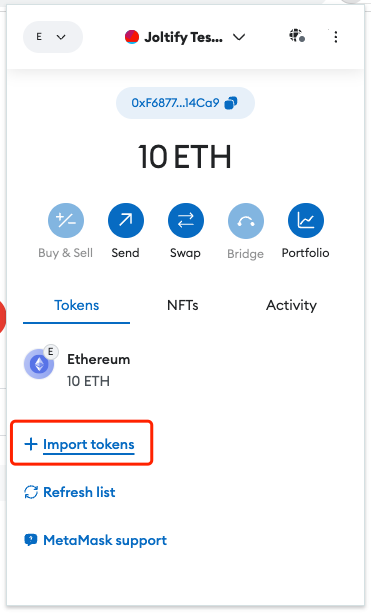 E
Joltify Tes...
0xF6877...14Ca9
10 ETH
Buy & Sell
Send
Swap
Bridge
Portfolio
Tokens
NFTs
Activity
E
Ethereum
10 ETH
+ Import tokens
Refresh list
MetaMask support